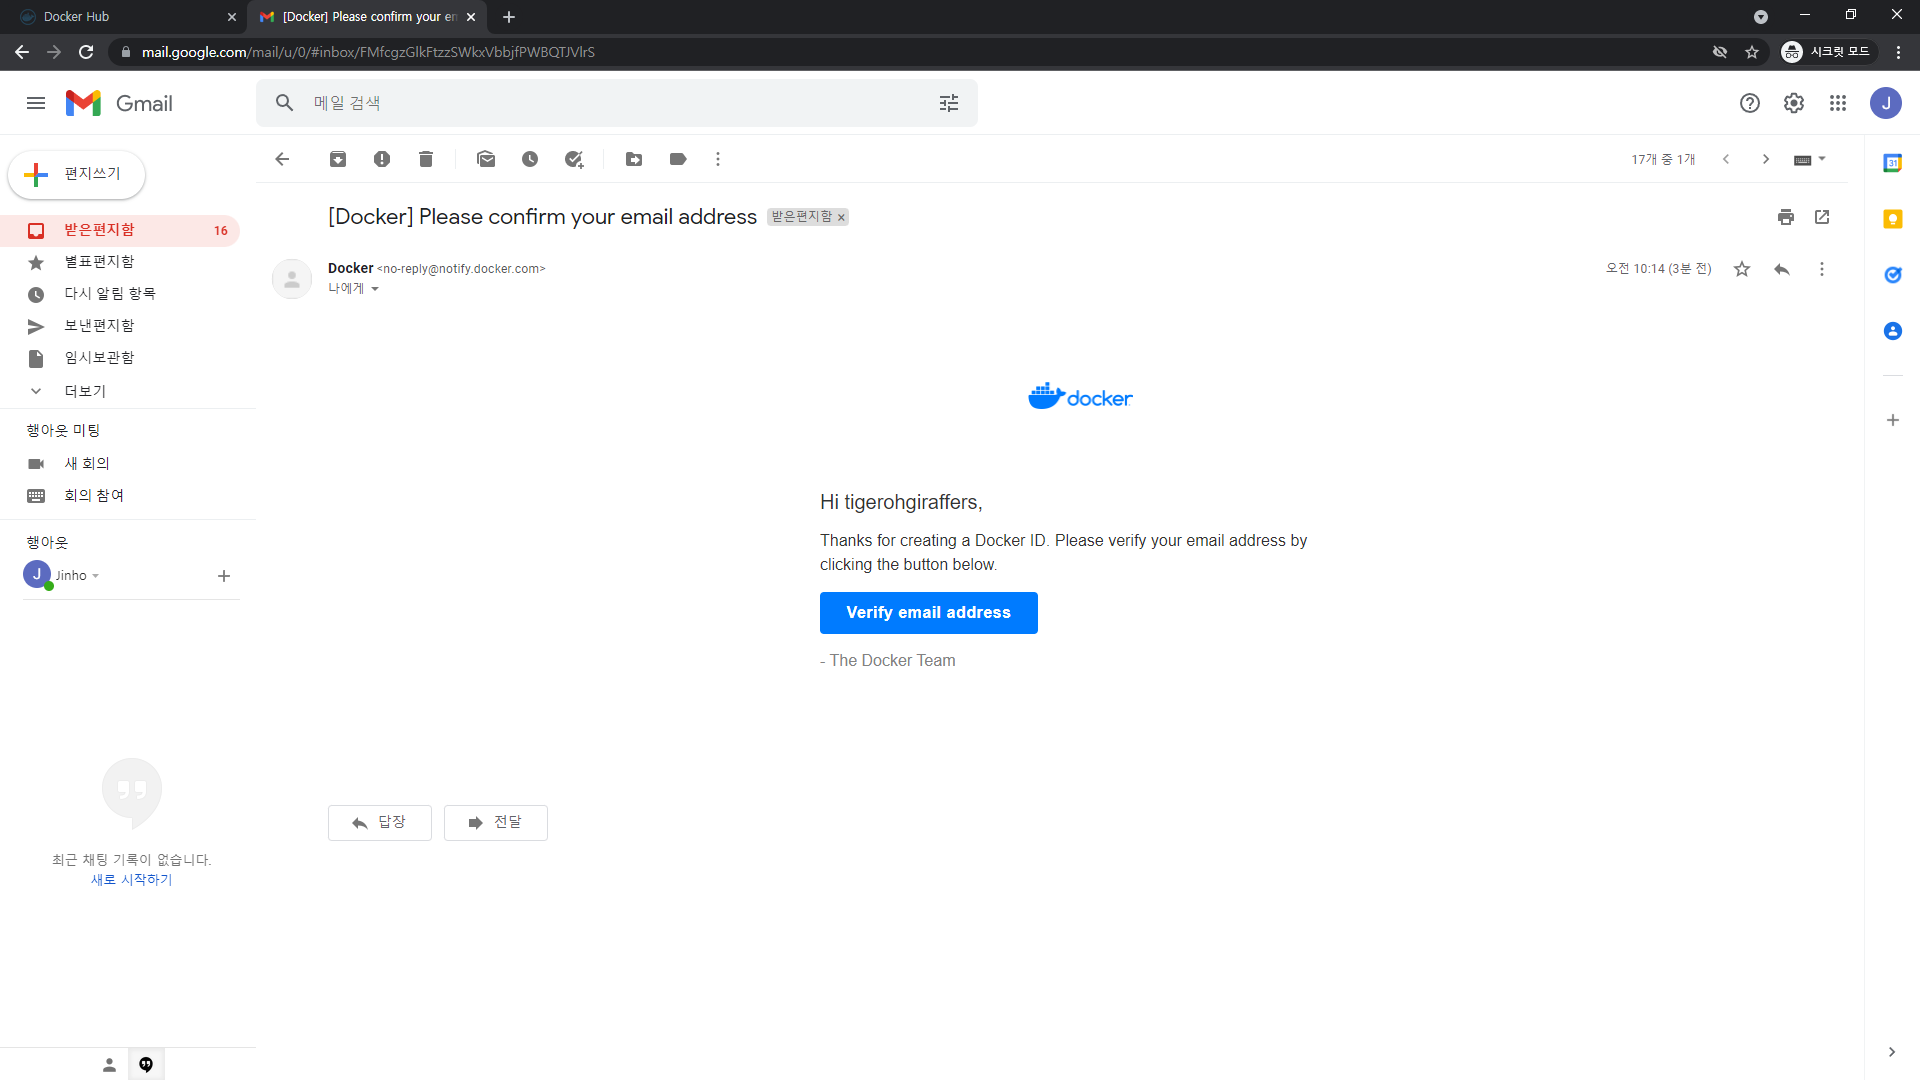 Docker Hub
[Docker] Please confirm your em
mail.google.com/mail/u/0/#inbox/FMfcgzGlkFtzzSWkxVbbjfPWBQTJVlrS
시크릿 모드
Gmail
메일 검색
J
편지쓰기
17개 중 1개
31
받은편지함 16
별표편지함
다시 알림 항목
보낸편지함
임시보관함
더보기
행아웃 미팅
새 회의
회의 참여
행아웃
J
Jinho
최근 채팅 기록이 없습니다.
새로 시작하기
[Docker] Please confirm your email address 받은편지함 x
Docker <no-reply@notify.docker.com>
오전 10:14 (3분 전)
나에게
docker
Hi tigerohgiraffers,
Thanks for creating a Docker ID. Please verify your email address by
clicking the button below.
Verify email address
- The Docker Team
답장
전달